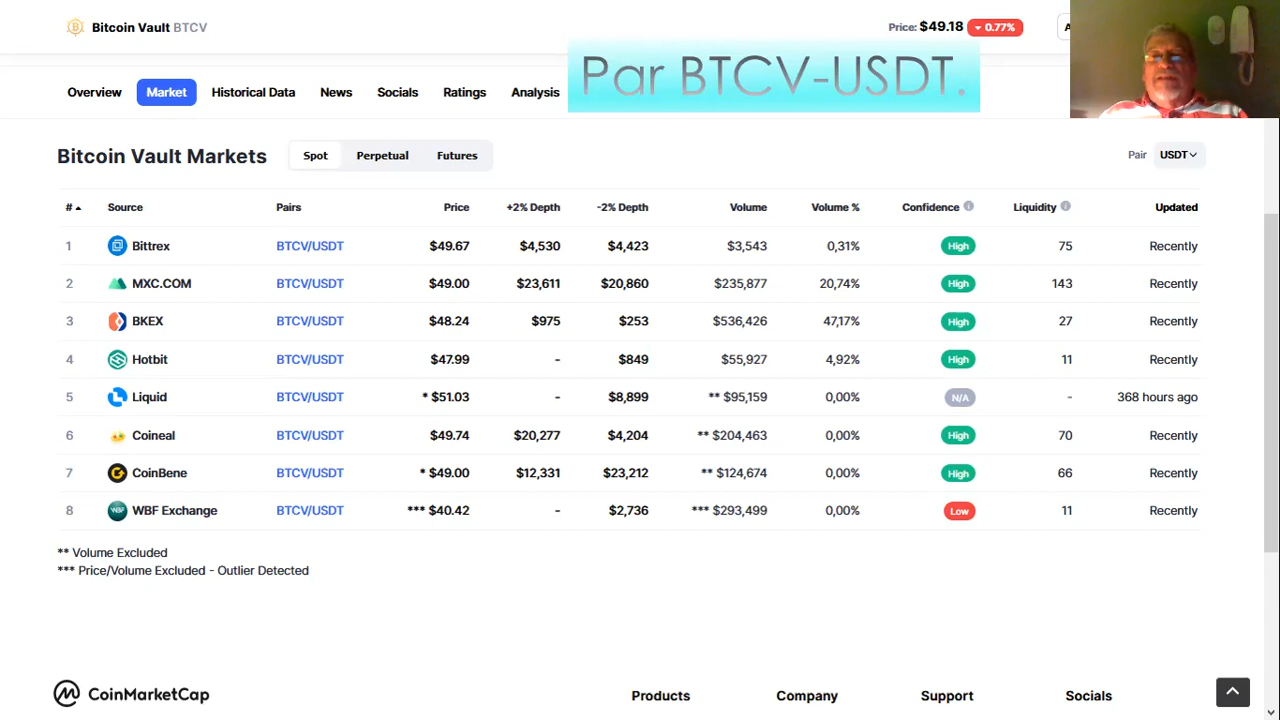 Bitcoin Vault BTCV Price: $49.18 0.77% A
Par BTCV-USDT.
Overview Market Historical Data News Socials Ratings Analysis
Bitcoin Vault Markets Spot Perpetual Futures Pair USDT
# Source Pairs Price +2% Depth -2% Depth Volume Volume % Confidence Liquidity Updated
1 Bittrex BTCV/USDT $49.67 $4,530 $4,423 $3,543 0,31% High 75 Recently
2 MXC.COM BTCV/USDT $49.00 $23,611 $20,860 $235,877 20,74% High 143 Recently
3 BKEX BTCV/USDT $48.24 $975 $253 $536,426 47,17% High 27 Recently
4 Hotbit BTCV/USDT $47.99 - $849 $55,927 4,92% High 11 Recently
5 Liquid BTCV/USDT * $51.03 - $8,899 ** $95,159 0,00% N/A - 368 hours ago
6 Coineal BTCV/USDT $49.74 $20,277 $4,204 ** $204,463 0,00% High 70 Recently
7 CoinBene BTCV/USDT * $49.00 $12,331 $23,212 ** $124,674 0,00% High 66 Recently
8 WBF Exchange BTCV/USDT *** $40.42 - $2,736 *** $293,499 0,00% Low 11 Recently
** Volume Excluded
*** Price/Volume Excluded - Outlier Detected
CoinMarketCap Products Company Support Socials